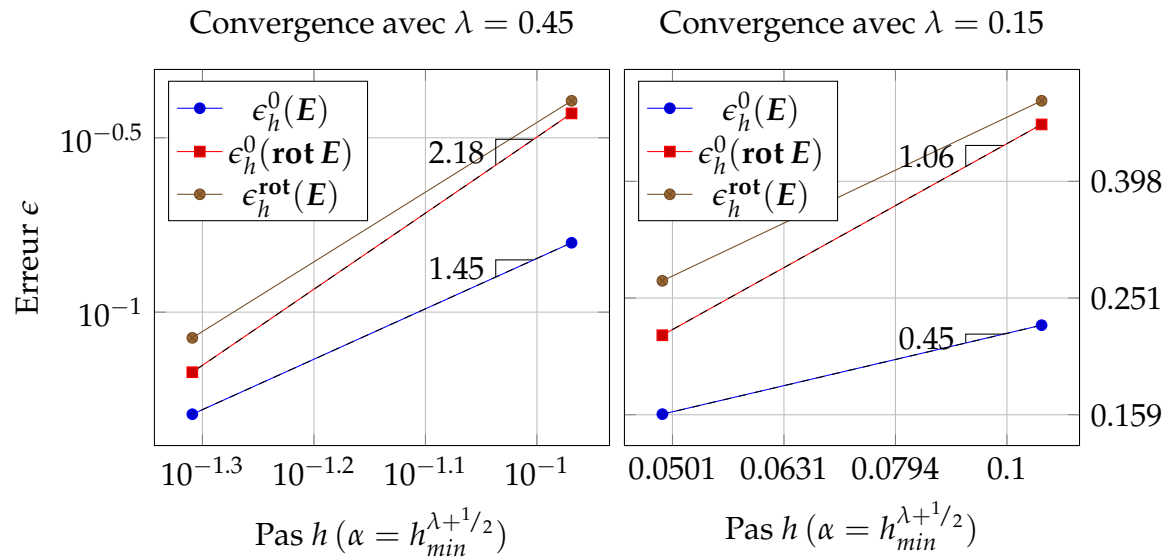 Convergence avec λ = 0.45
Convergence avec λ = 0.15
ϵ_h^0(E)
ϵ_h^0(rot E)
ϵ_h^rot(E)
2.18
1.45
10^−0.5
10^−1
Erreur ϵ
10^−1.3
10^−1.2
10^−1.1
10^−1
Pas h (α = h_min^{λ+1/2})
ϵ_h^0(E)
ϵ_h^0(rot E)
ϵ_h^rot(E)
1.06
0.45
0.398
0.251
0.159
0.0501
0.0631
0.0794
0.1
Pas h (α = h_min^{λ+1/2})